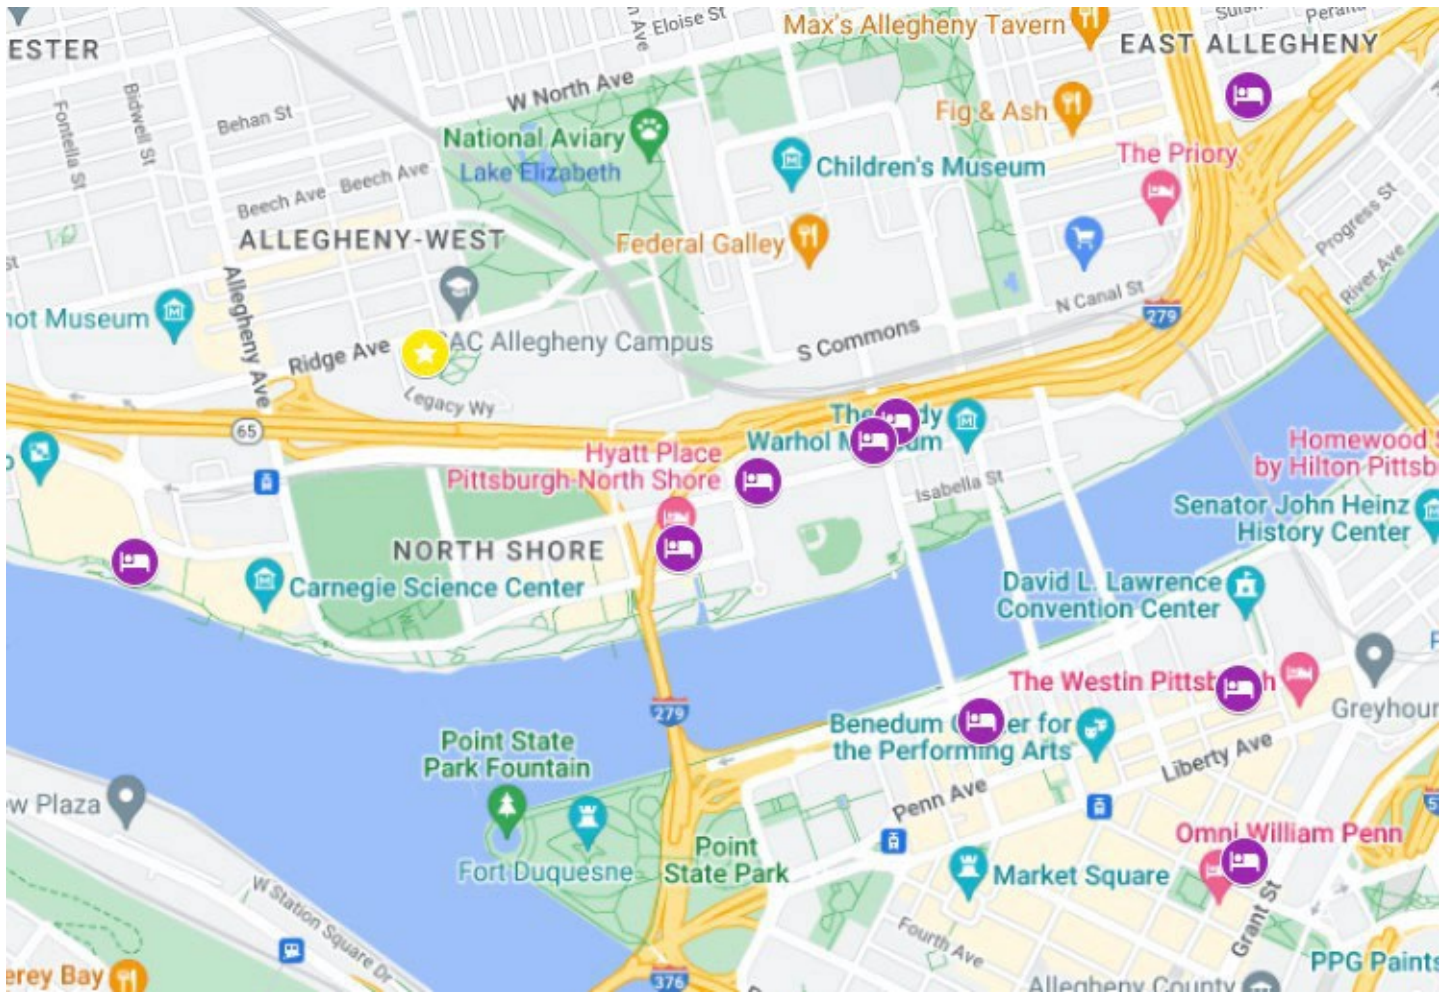 Eloise St
Max's Allegheny Tavern
ESTER
EAST ALLEGHENY
W North Ave
Bidwell St
Fontella St
Behan St
Fig & Ash
National Aviary
Lake Elizabeth
Children's Museum
The Priory
Beech Ave
Beech Ave
ALLEGHENY-WEST
Federal Galley
Progress St
River Ave
N Canal St
279
Allegheny Ave
Museum
AC Allegheny Campus
S Commons
Ridge Ave
Legacy Wy
65
Warhol
Hyatt Place
Pittsburgh-North Shore
Isabella St
Homewood
by Hilton Pittsb
Senator John Heinz
History Center
NORTH SHORE
Carnegie Science Center
David L. Lawrence
Convention Center
The Westin
279
Greyhour
Benedum
er for
the Performing Arts
Liberty Ave
Point State
Park Fountain
Penn Ave
Plaza
Fort Duquesne
Point
State Park
Omni William Penn
Market Square
W Station Square Dr
Grant St
Fourth Ave
376
PPG Paints
erey Bay
Allegheny County